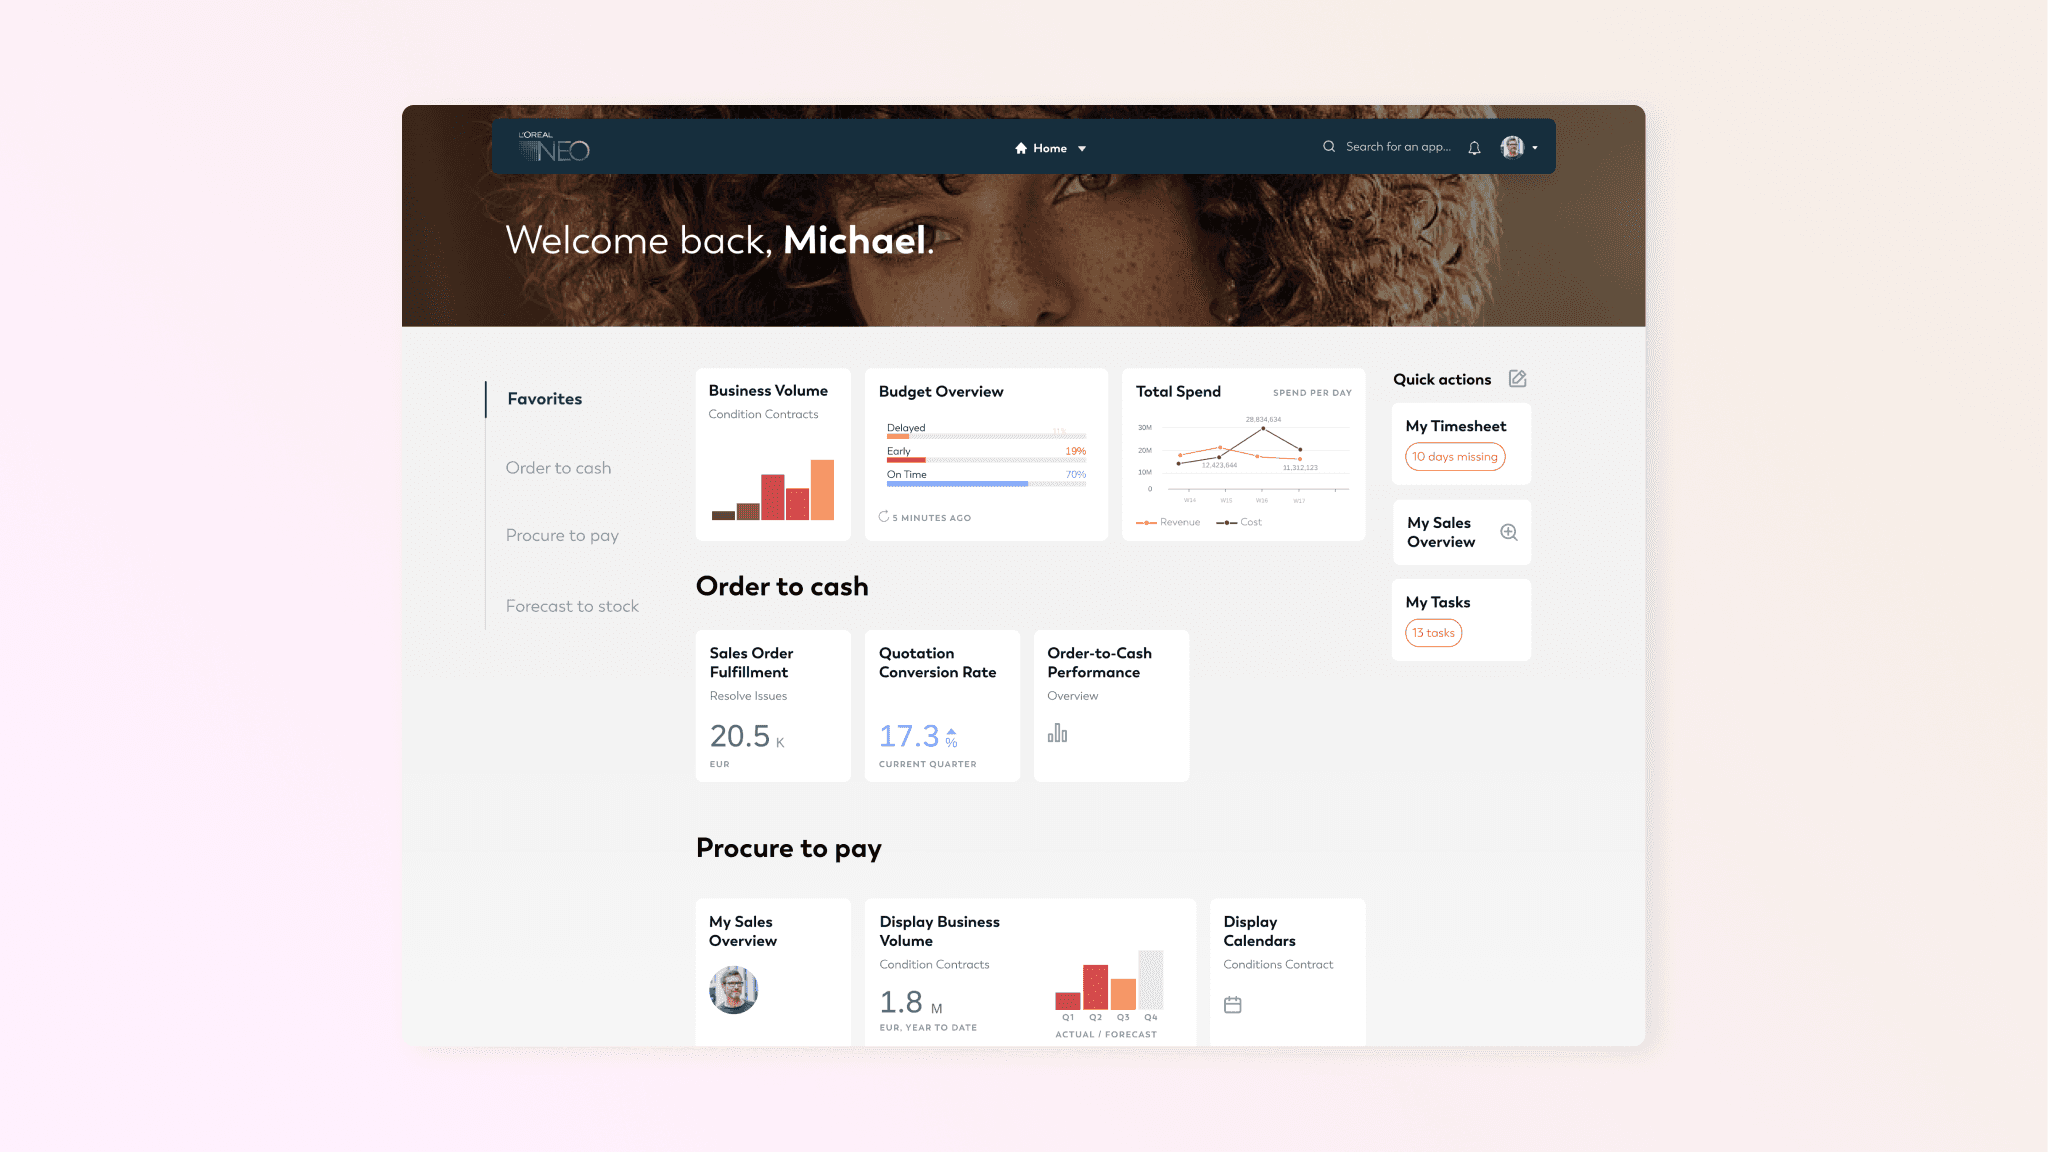 L'ORÉAL
NEO
Home
Search for an app...
Welcome back, Michael.
Favorites
Order to cash
Procure to pay
Forecast to stock
Business Volume
Condition Contracts
Budget Overview
Delayed
Early
19%
On Time
70%
5 MINUTES AGO
Total Spend
SPEND PER DAY
28,834,634
30M
20M
12,423,644
11,312,123
10M
0
W14
W15
W16
W17
Revenue
Cost
Quick actions
My Timesheet
10 days missing
My Sales
Overview
My Tasks
13 tasks
Order to cash
Sales Order
Fulfillment
Resolve Issues
20.5 K
EUR
Quotation
Conversion Rate
17.3 %
CURRENT QUARTER
Order-to-Cash
Performance
Overview
Procure to pay
My Sales
Overview
Display Business
Volume
Condition Contracts
1.8 M
EUR, YEAR TO DATE
Q1
Q2
Q3
Q4
ACTUAL / FORECAST
Display
Calendars
Conditions Contract